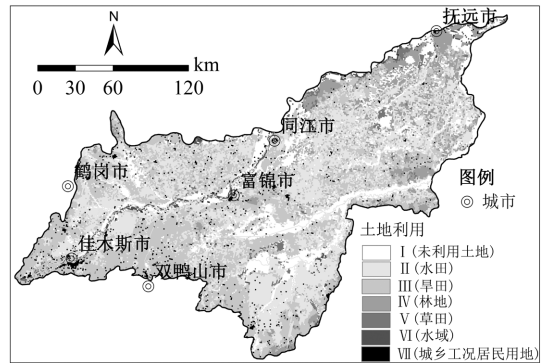 N
km
0 30 60 120
抚远市
同江市
鹤岗市
富锦市
佳木斯市
双鸭山市
图例
城市
土地利用
Ⅰ(未利用土地)
Ⅱ(水田)
Ⅲ(旱田)
Ⅳ(林地)
Ⅴ(草田)
Ⅵ(水域)
Ⅶ(城乡工况居民用地)